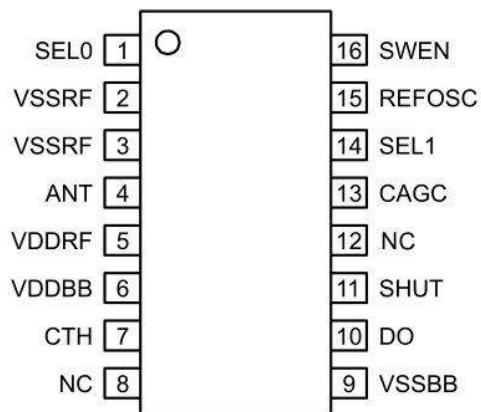 SEL0 1 16 SWEN
VSSRF 2 15 REFOSC
VSSRF 3 14 SEL1
ANT 4 13 CAGC
VDDRF 5 12 NC
VDDBB 6 11 SHUT
CTH 7 10 DO
NC 8 9 VSSBB